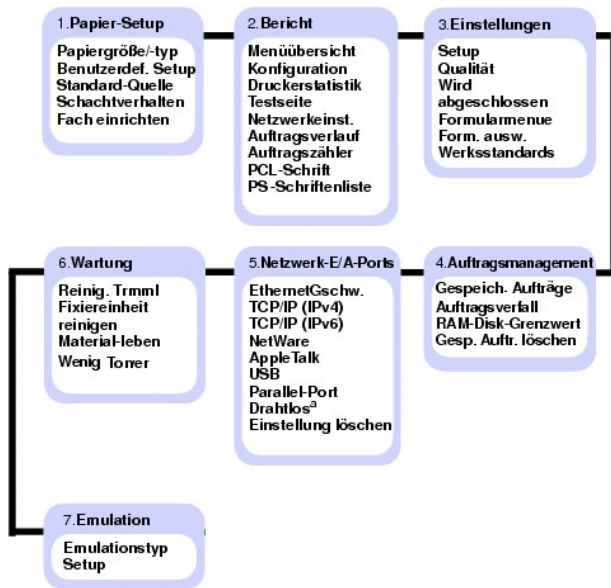 1.Papier-Setup
Papiergröße/-typ
Benutzerdef. Setup
Standard-Quelle
Schachtverhalten
Fach einrichten
2.Bericht
Menüübersicht
Konfiguration
Druckerstatistik
Testseite
Netzwerkeinst.
Auftragsverlauf
Auftragszähler
PCL-Schrift
PS-Schriftenliste
3.Einstellungen
Setup
Qualität
Wird
abgeschlossen
Formularmenue
Form. ausw.
Werksstandards
4.Auftragsmanagement
Gespeich. Aufträge
Auftragsverfall
RAM-Disk-Grenzwert
Gesp. Auftr. löschen
5.Netzwerk-E/A-Ports
EthernetGschw.
TCP/IP (IPv4)
TCP/IP (IPv6)
NetWare
AppleTalk
USB
Parallel-Port
Drahtlos a
Einstellung löschen
6.Wartung
Reinig. Trmml
Fixiereinheit
reinigen
Material-leben
Wenig Toner
7.Emulation
Emulationstyp
Setup